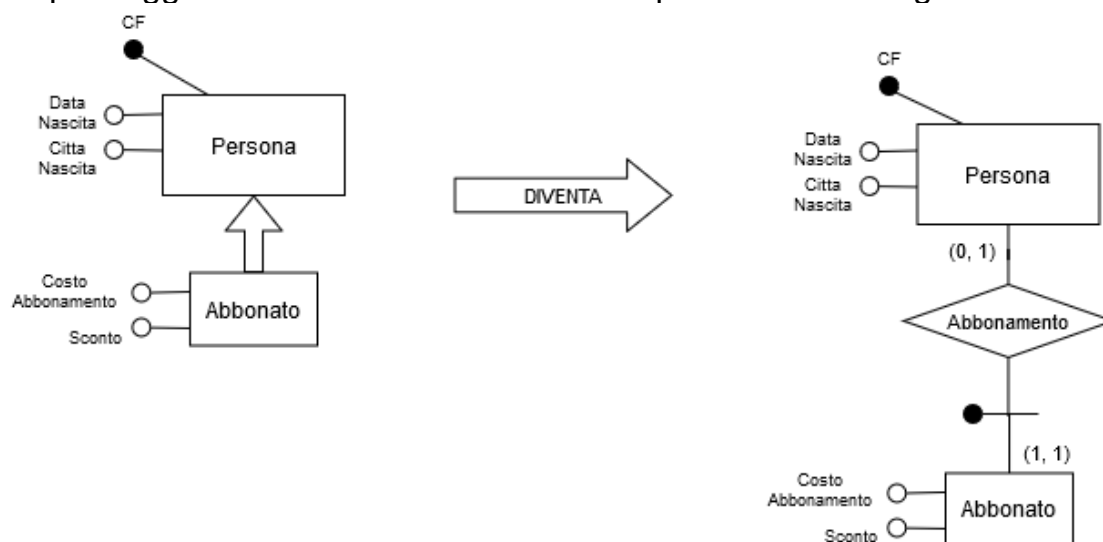 CF
Data
Nascita
Citta
Nascita
Persona
Costo
Abbonamento
Sconto
Abbonato
DIVENTA
CF
Data
Nascita
Citta
Nascita
Persona
(0, 1)
Abbonamento
(1, 1)
Costo
Abbonamento
Sconto
Abbonato